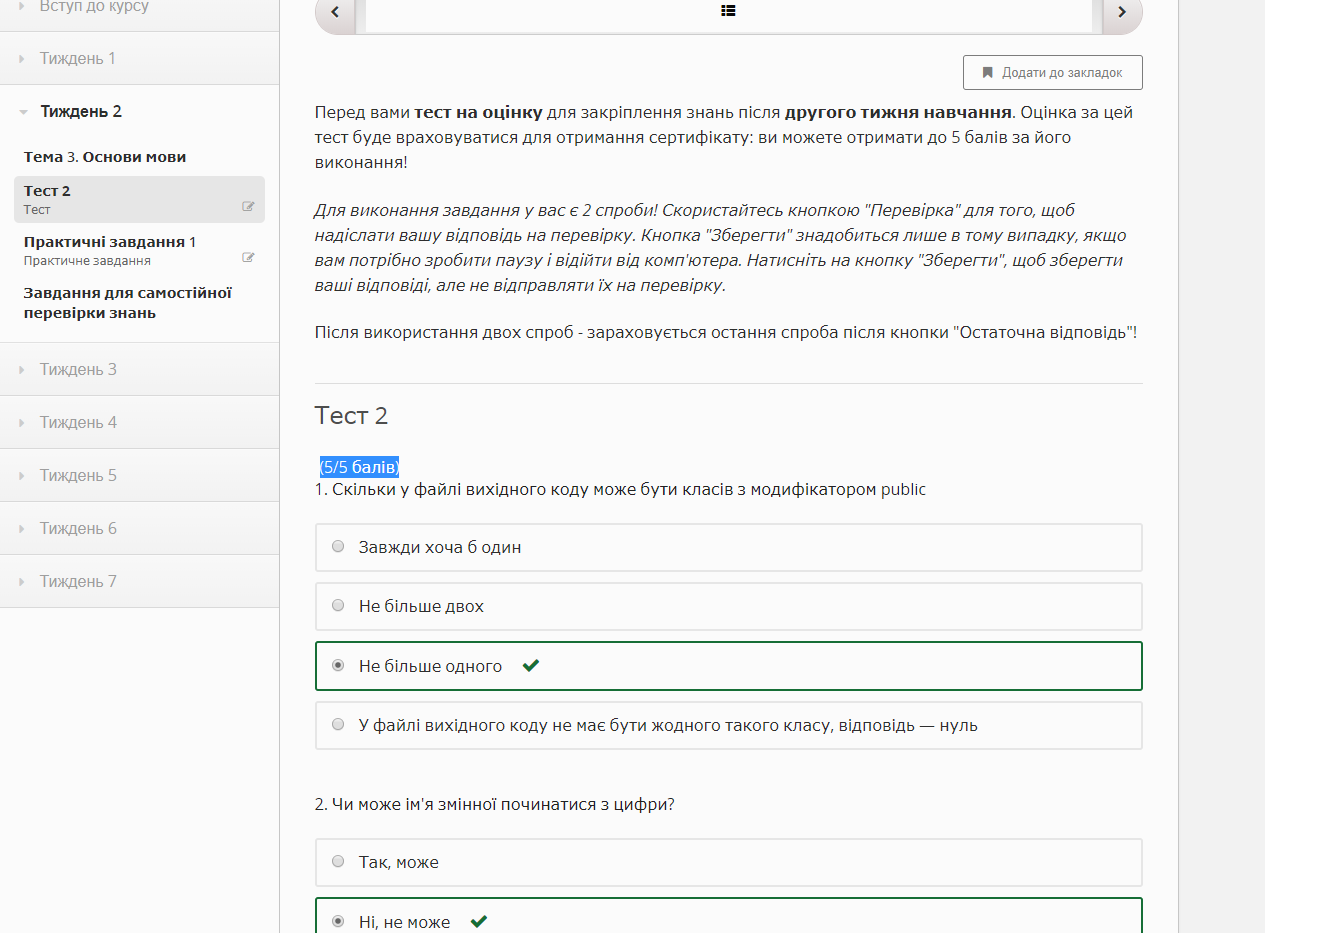 Вступ до курсу
Тиждень 1
Тиждень 2
Тема 3. Основи мови
Тест 2
Тест
Практичні завдання 1
Практичне завдання
Завдання для самостійної
перевірки знань
Тиждень 3
Тиждень 4
Тиждень 5
Тиждень 6
Тиждень 7
Додати до закладок
Перед вами тест на оцінку для закріплення знань після другого тижня навчання. Оцінка за цей
тест буде враховуватися для отримання сертифікату: ви можете отримати до 5 балів за його
виконання!
Для виконання завдання у вас є 2 спроби! Скористайтесь кнопкою "Перевірка" для того, щоб
надіслати вашу відповідь на перевірку. Кнопка "Зберегти" знадобиться лише в тому випадку, якщо
вам потрібно зробити паузу і відійти від комп'ютера. Натисніть на кнопку "Зберегти", щоб зберегти
ваші відповіді, але не відправляти їх на перевірку.
Після використання двох спроб - зараховується остання спроба після кнопки "Остаточна відповідь"!
Тест 2
(5/5 балів)
1. Скільки у файлі вихідного коду може бути класів з модифікатором public
Завжди хоча б один
Не більше двох
Не більше одного
У файлі вихідного коду не має бути жодного такого класу, відповідь — нуль
2. Чи може ім'я змінної починатися з цифри?
Так, може
Ні, не може